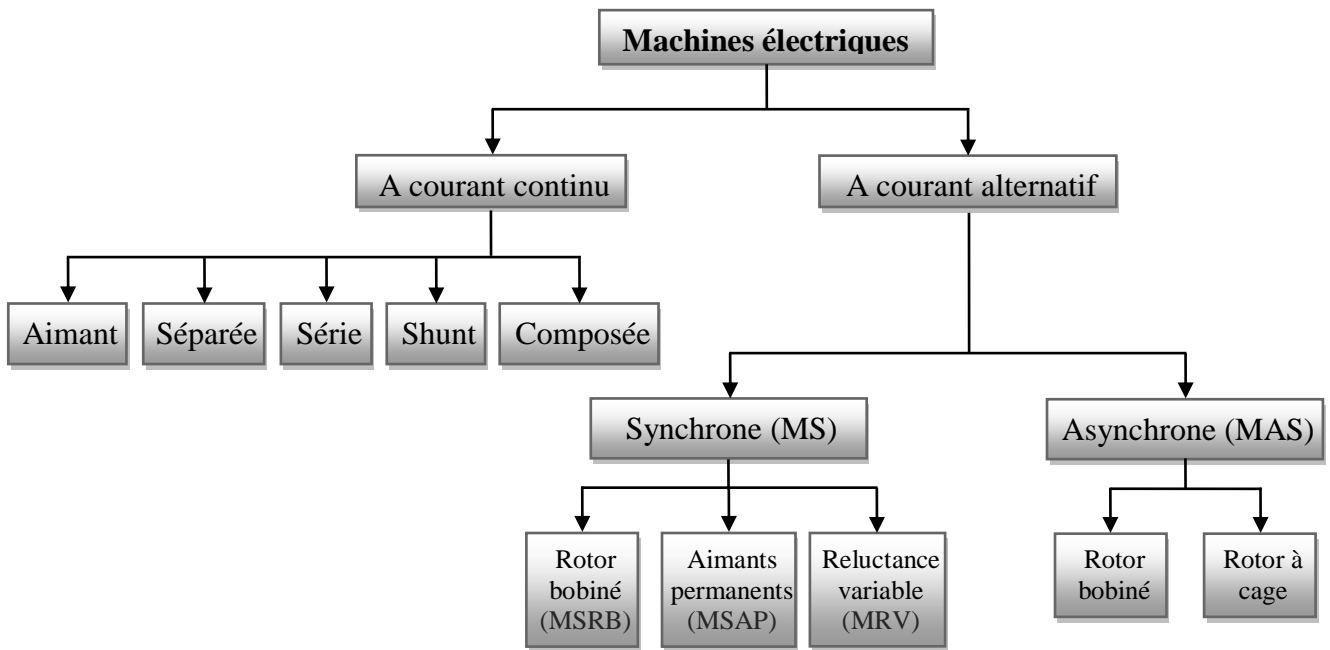 Machines électriques
A courant continu
A courant alternatif
Aimant
Séparée
Série
Shunt
Composée
Synchrone (MS)
Asynchrone (MAS)
Rotor
bobiné
(MSRB)
Aimants
permanents
(MSAP)
Reluctance
variable
(MRV)
Rotor
bobiné
Rotor à
cage